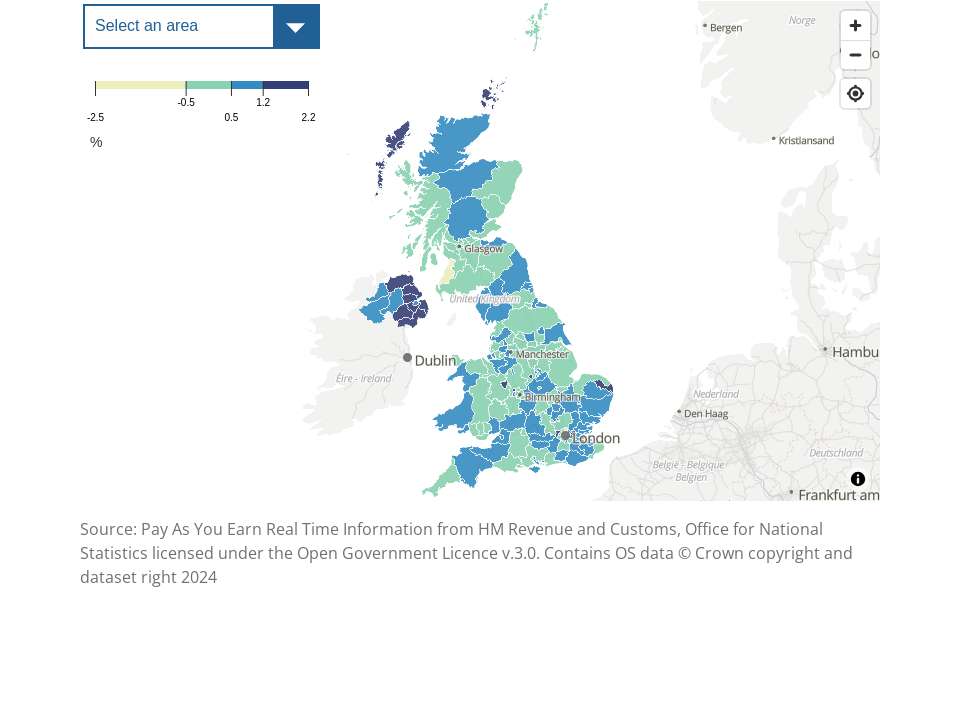 Select an area
-2.5
-0.5
0.5
1.2
2.2
%
Bergen
Norge
Kristiansand
Glasgow
United Kingdom
Dublin
Manchester
Éire - Ireland
Birmingham
London
Hambu
Nederland
Den Haag
België - Belgique
Belgien
Deutschland
Frankfurt am
Source: Pay As You Earn Real Time Information from HM Revenue and Customs, Office for National
Statistics licensed under the Open Government Licence v.3.0. Contains OS data © Crown copyright and
dataset right 2024